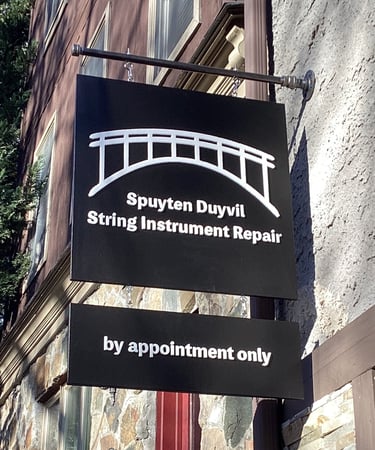 Spuyten Duyvil
String Instrument Repair
by appointment only